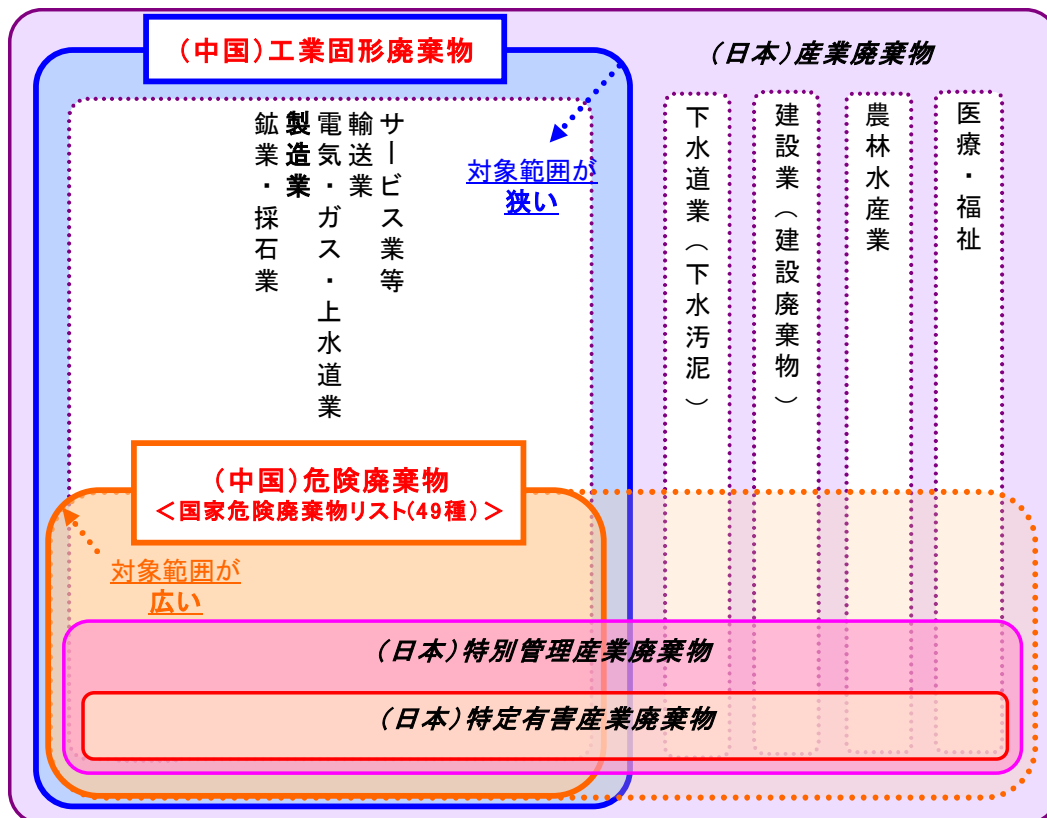 (中国)工業固形廃棄物
(日本)産業廃棄物
サービス業等
輸送業
電気・ガス・上水道業
製造業
鉱業・採石業
対象範囲が
狭い
医療・福祉
農林水産業
建設業(建設廃棄物)
下水道業(下水汚泥)
(中国)危険廃棄物
<国家危険廃棄物リスト(49種)>
対象範囲が
広い
(日本)特別管理産業廃棄物
(日本)特定有害産業廃棄物